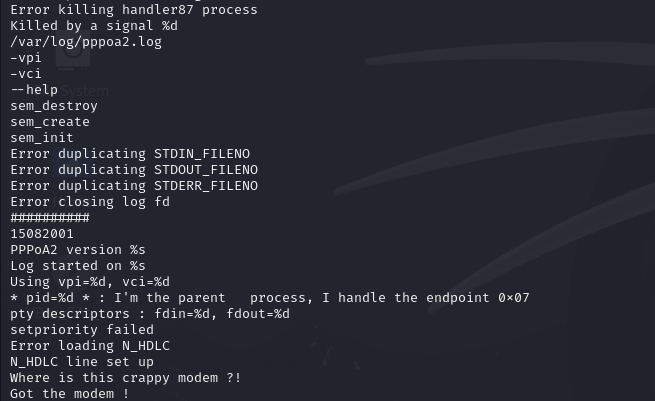 Error killing handler87 process
Killed by a signal %d
/var/log/pppoa2.log
-vpi
-vci
--help
System
sem_destroy
sem_create
sem_init
Error duplicating STDIN_FILENO
Error duplicating STDOUT_FILENO
Error duplicating STDERR_FILENO
Error closing log fd
##########
15082001
PPPoA2 version %s
Log started on %s
Using vpi=%d, vci=%d
* pid=%d * : I'm the parent   process, I handle the endpoint 0×07
pty descriptors : fdin=%d, fdout=%d
setpriority failed
Error loading N_HDLC
N_HDLC line set up
Where is this crappy modem ?!
Got the modem !